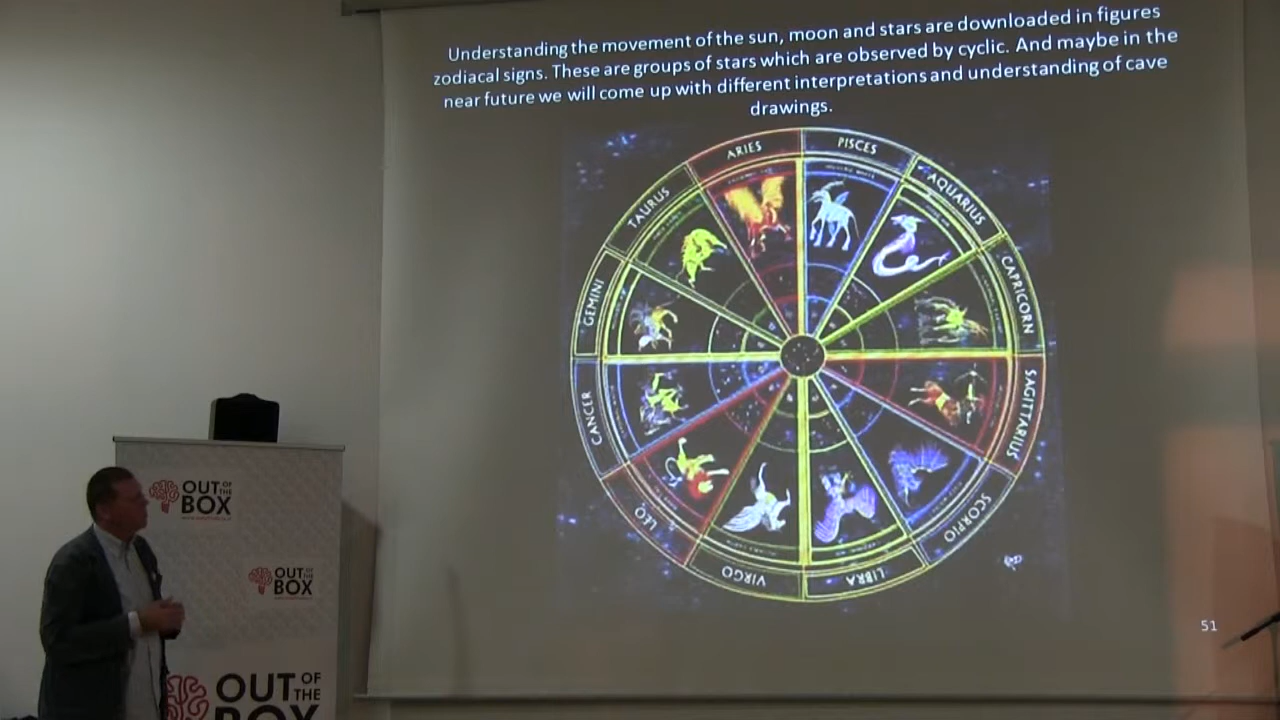 Understanding the movement of the sun, moon and stars are downloaded in figures
zodiacal signs. These are groups of stars which are observed by cyclic. And maybe in the
near future we will come up with different interpretations and understanding of cave
drawings.
ARIES
PISCES
AQUARIUS
CAPRICORN
SAGITTARIUS
SCORPIO
LIBRA
VIRGO
LEO
CANCER
GEMINI
TAURUS
51
OUT OF THE
BOX
OUT OF THE
BOX
OUT OF THE
BOX